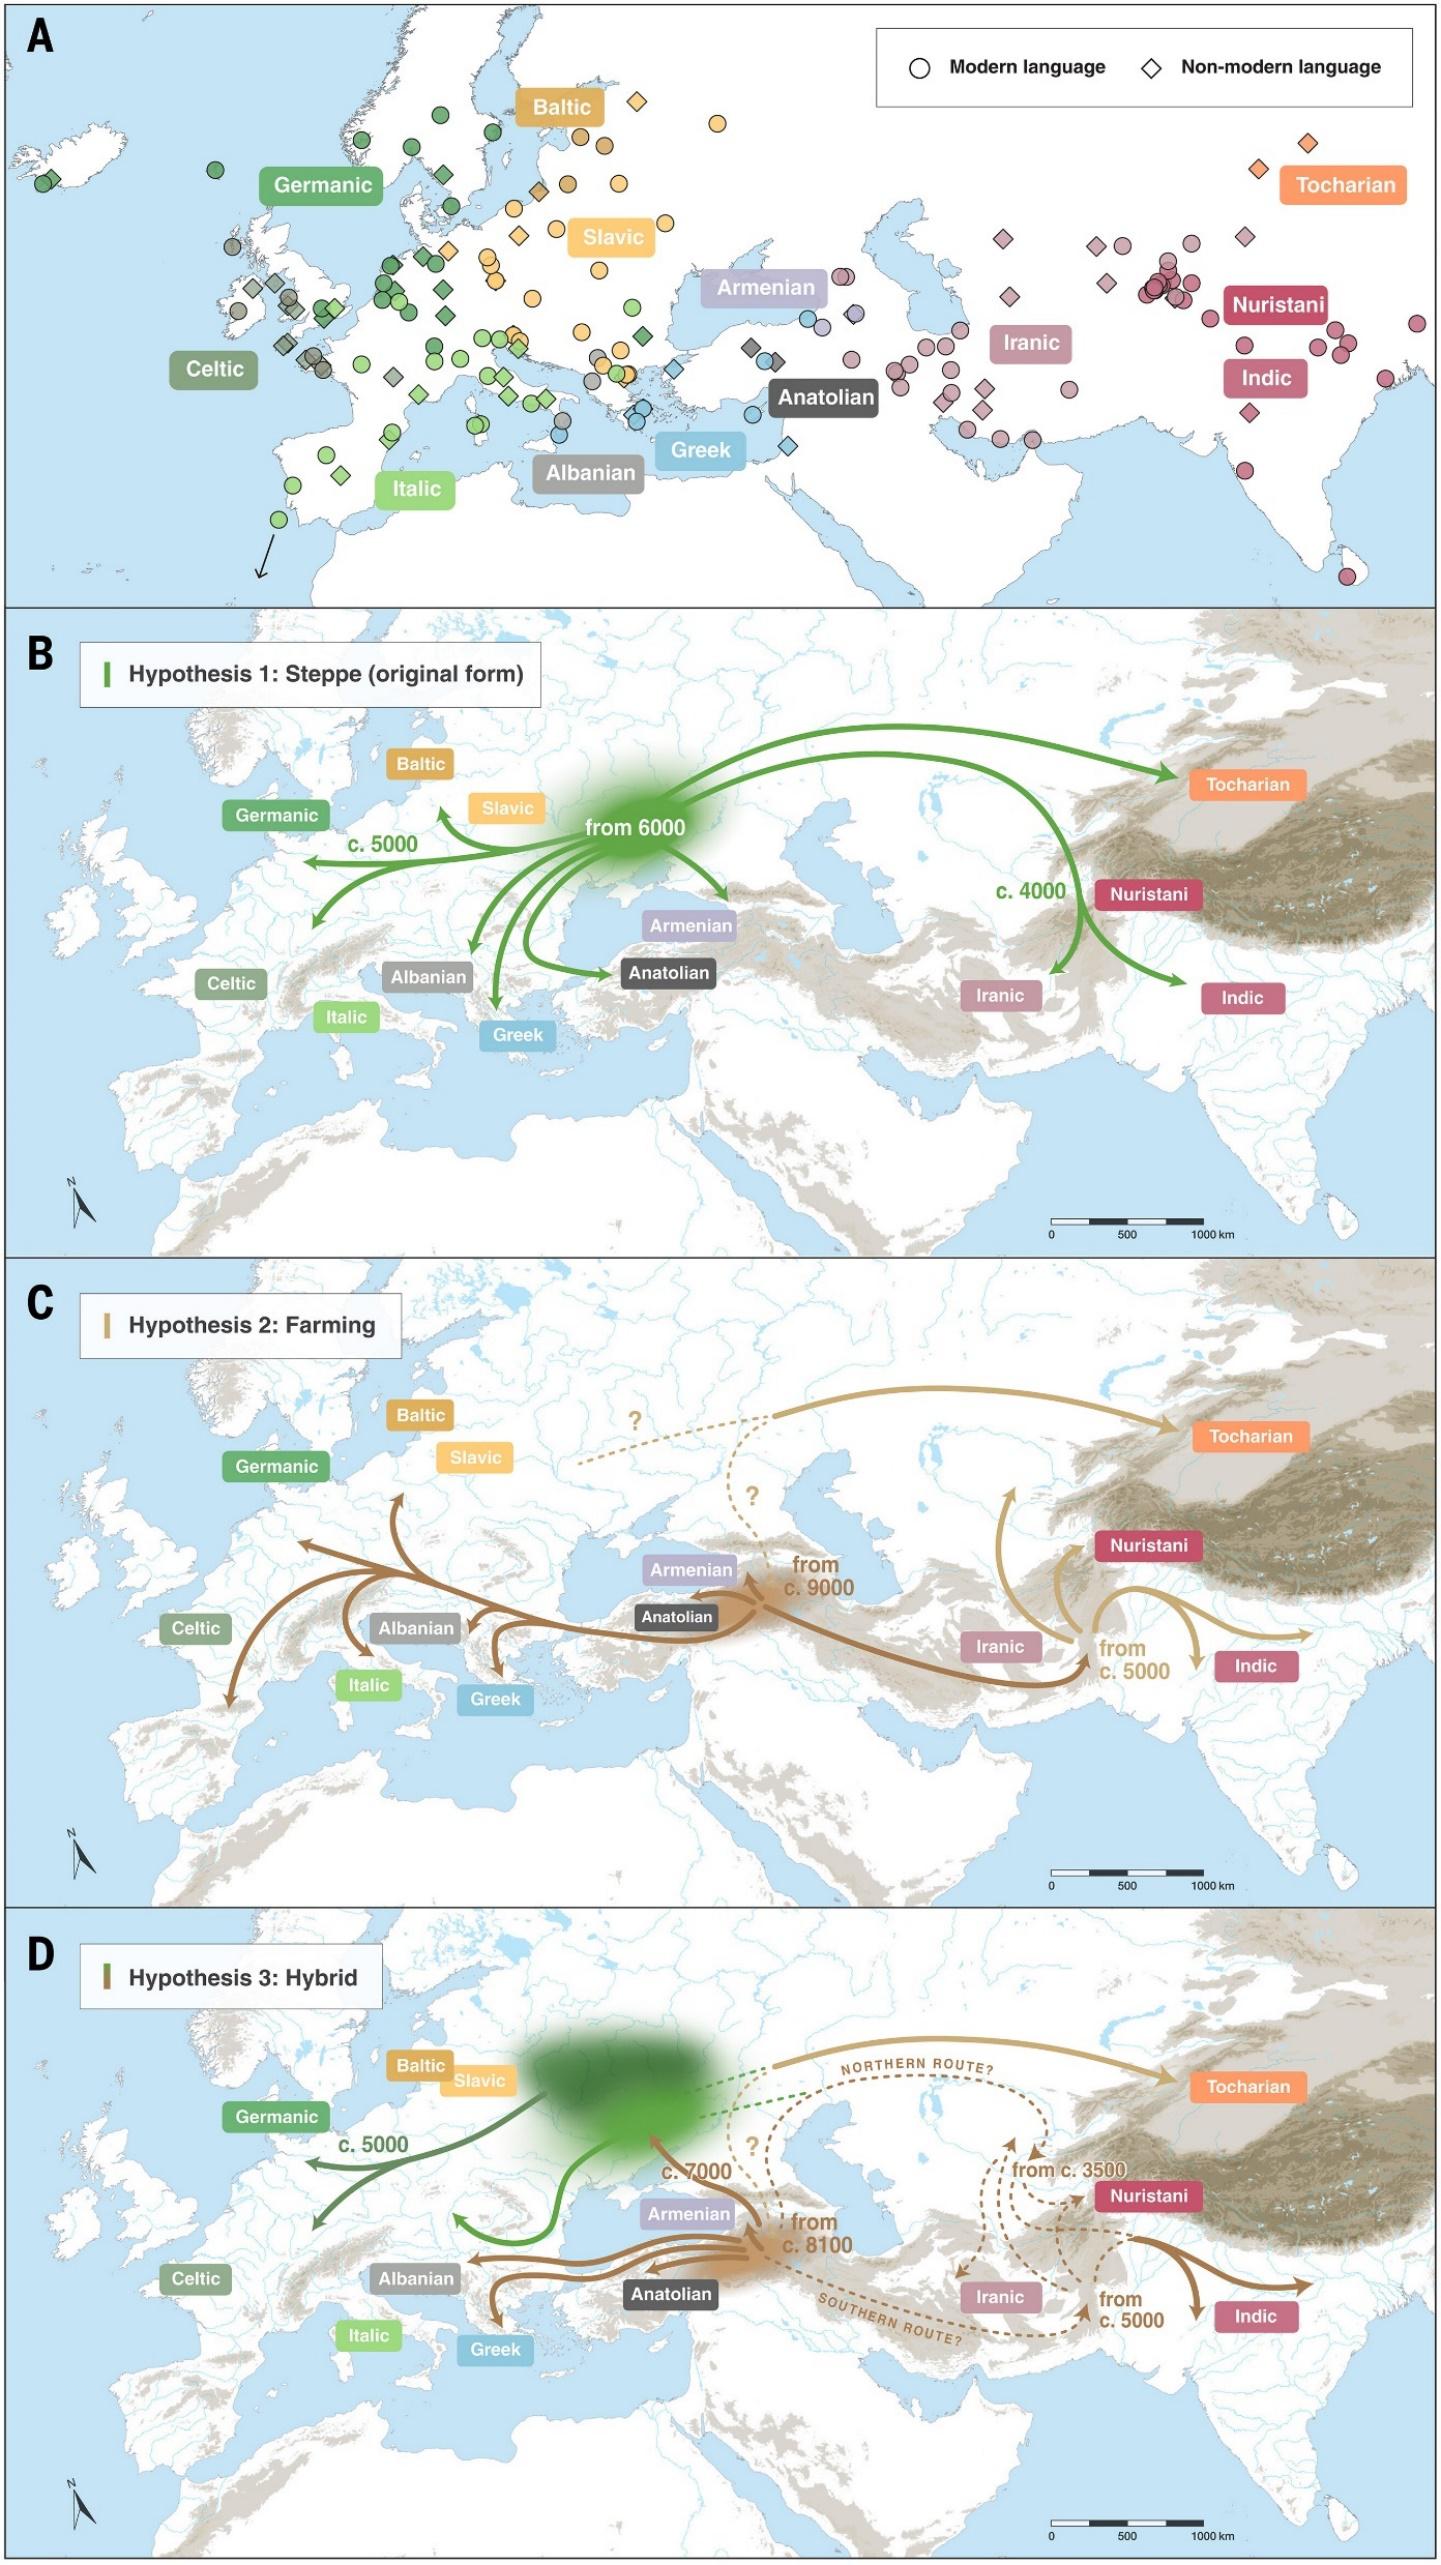 A
Modern language
Non-modern language
Baltic
Germanic
Tocharian
Slavic
Armenian
Nuristani
Iranic
Celtic
Indic
Anatolian
Greek
Albanian
Italic
B
Hypothesis 1: Steppe (original form)
Baltic
Tocharian
Germanic
Slavic
from 6000
c. 5000
c. 4000
Nuristani
Armenian
Anatolian
Celtic
Albanian
Iranic
Indic
Italic
Greek
N
0 500 1000 km
C
Hypothesis 2: Farming
Baltic
?
Tocharian
Slavic
Germanic
?
Nuristani
Armenian
from
c. 9000
Anatolian
Celtic
Albanian
Iranic
from
c. 5000
Indic
Italic
Greek
N
0 500 1000 km
D
Hypothesis 3: Hybrid
Baltic
Slavic
NORTHERN ROUTE?
Tocharian
Germanic
c. 5000
?
c. 7000
from c. 3500
Nuristani
Armenian
from
c. 8100
Celtic
Albanian
Anatolian
Iranic
from
c. 5000
SOUTHERN ROUTE?
Indic
Italic
Greek
N
0 500 1000 km